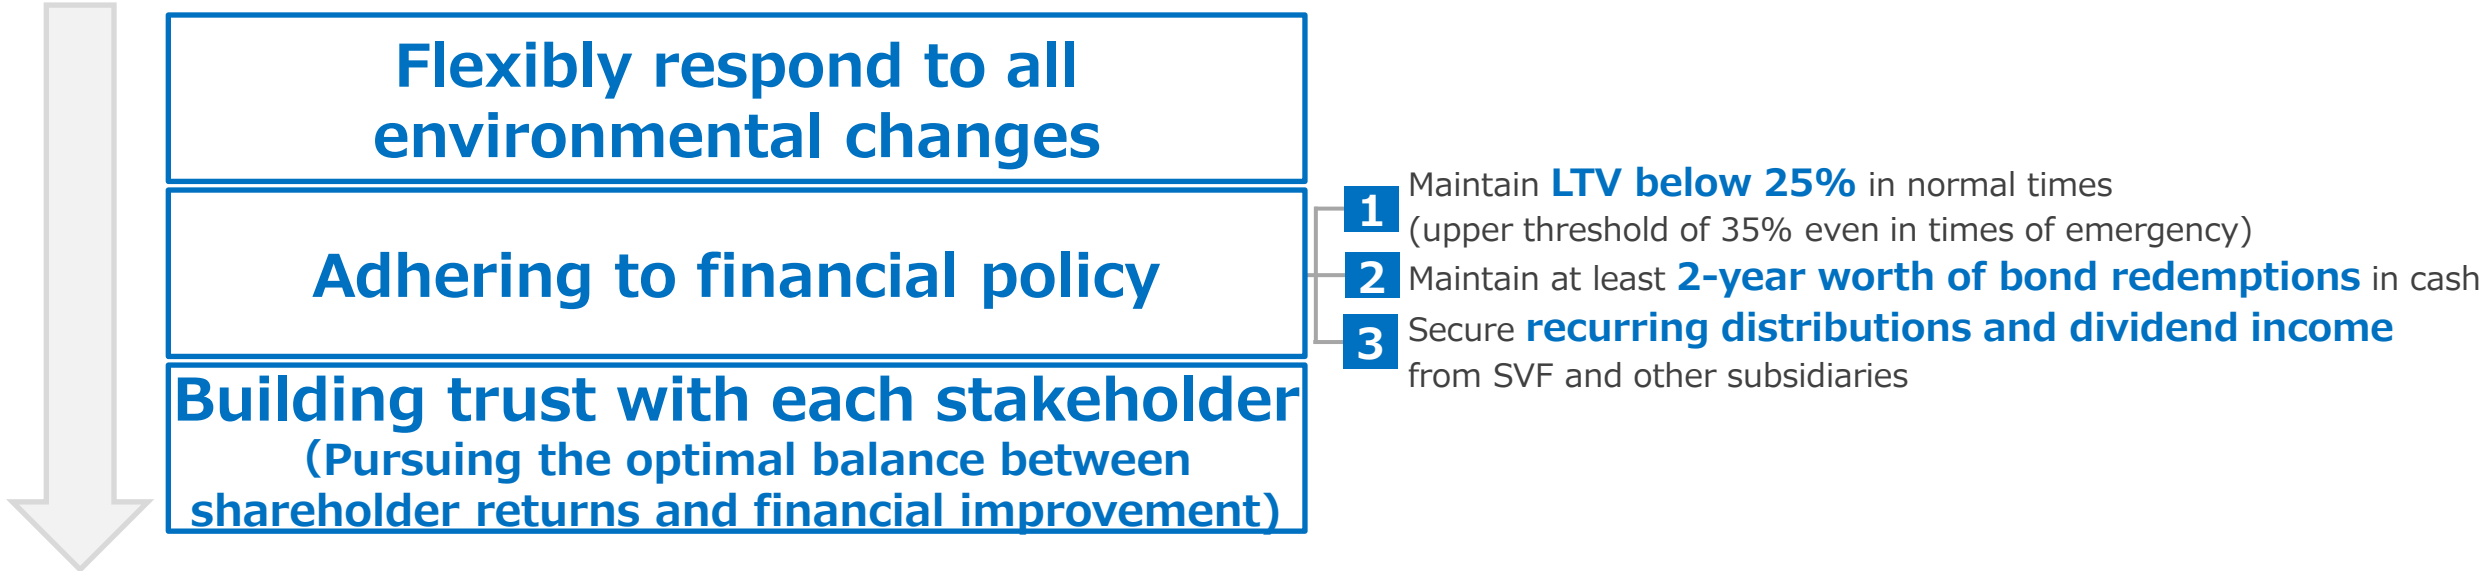 Flexibly respond to all
environmental changes
Adhering to financial policy
1
Maintain LTV below 25% in normal times
(upper threshold of 35% even in times of emergency)
2
Maintain at least 2-year worth of bond redemptions in cash
3
Secure recurring distributions and dividend income
from SVF and other subsidiaries
Building trust with each stakeholder
(Pursuing the optimal balance between
shareholder returns and financial improvement)